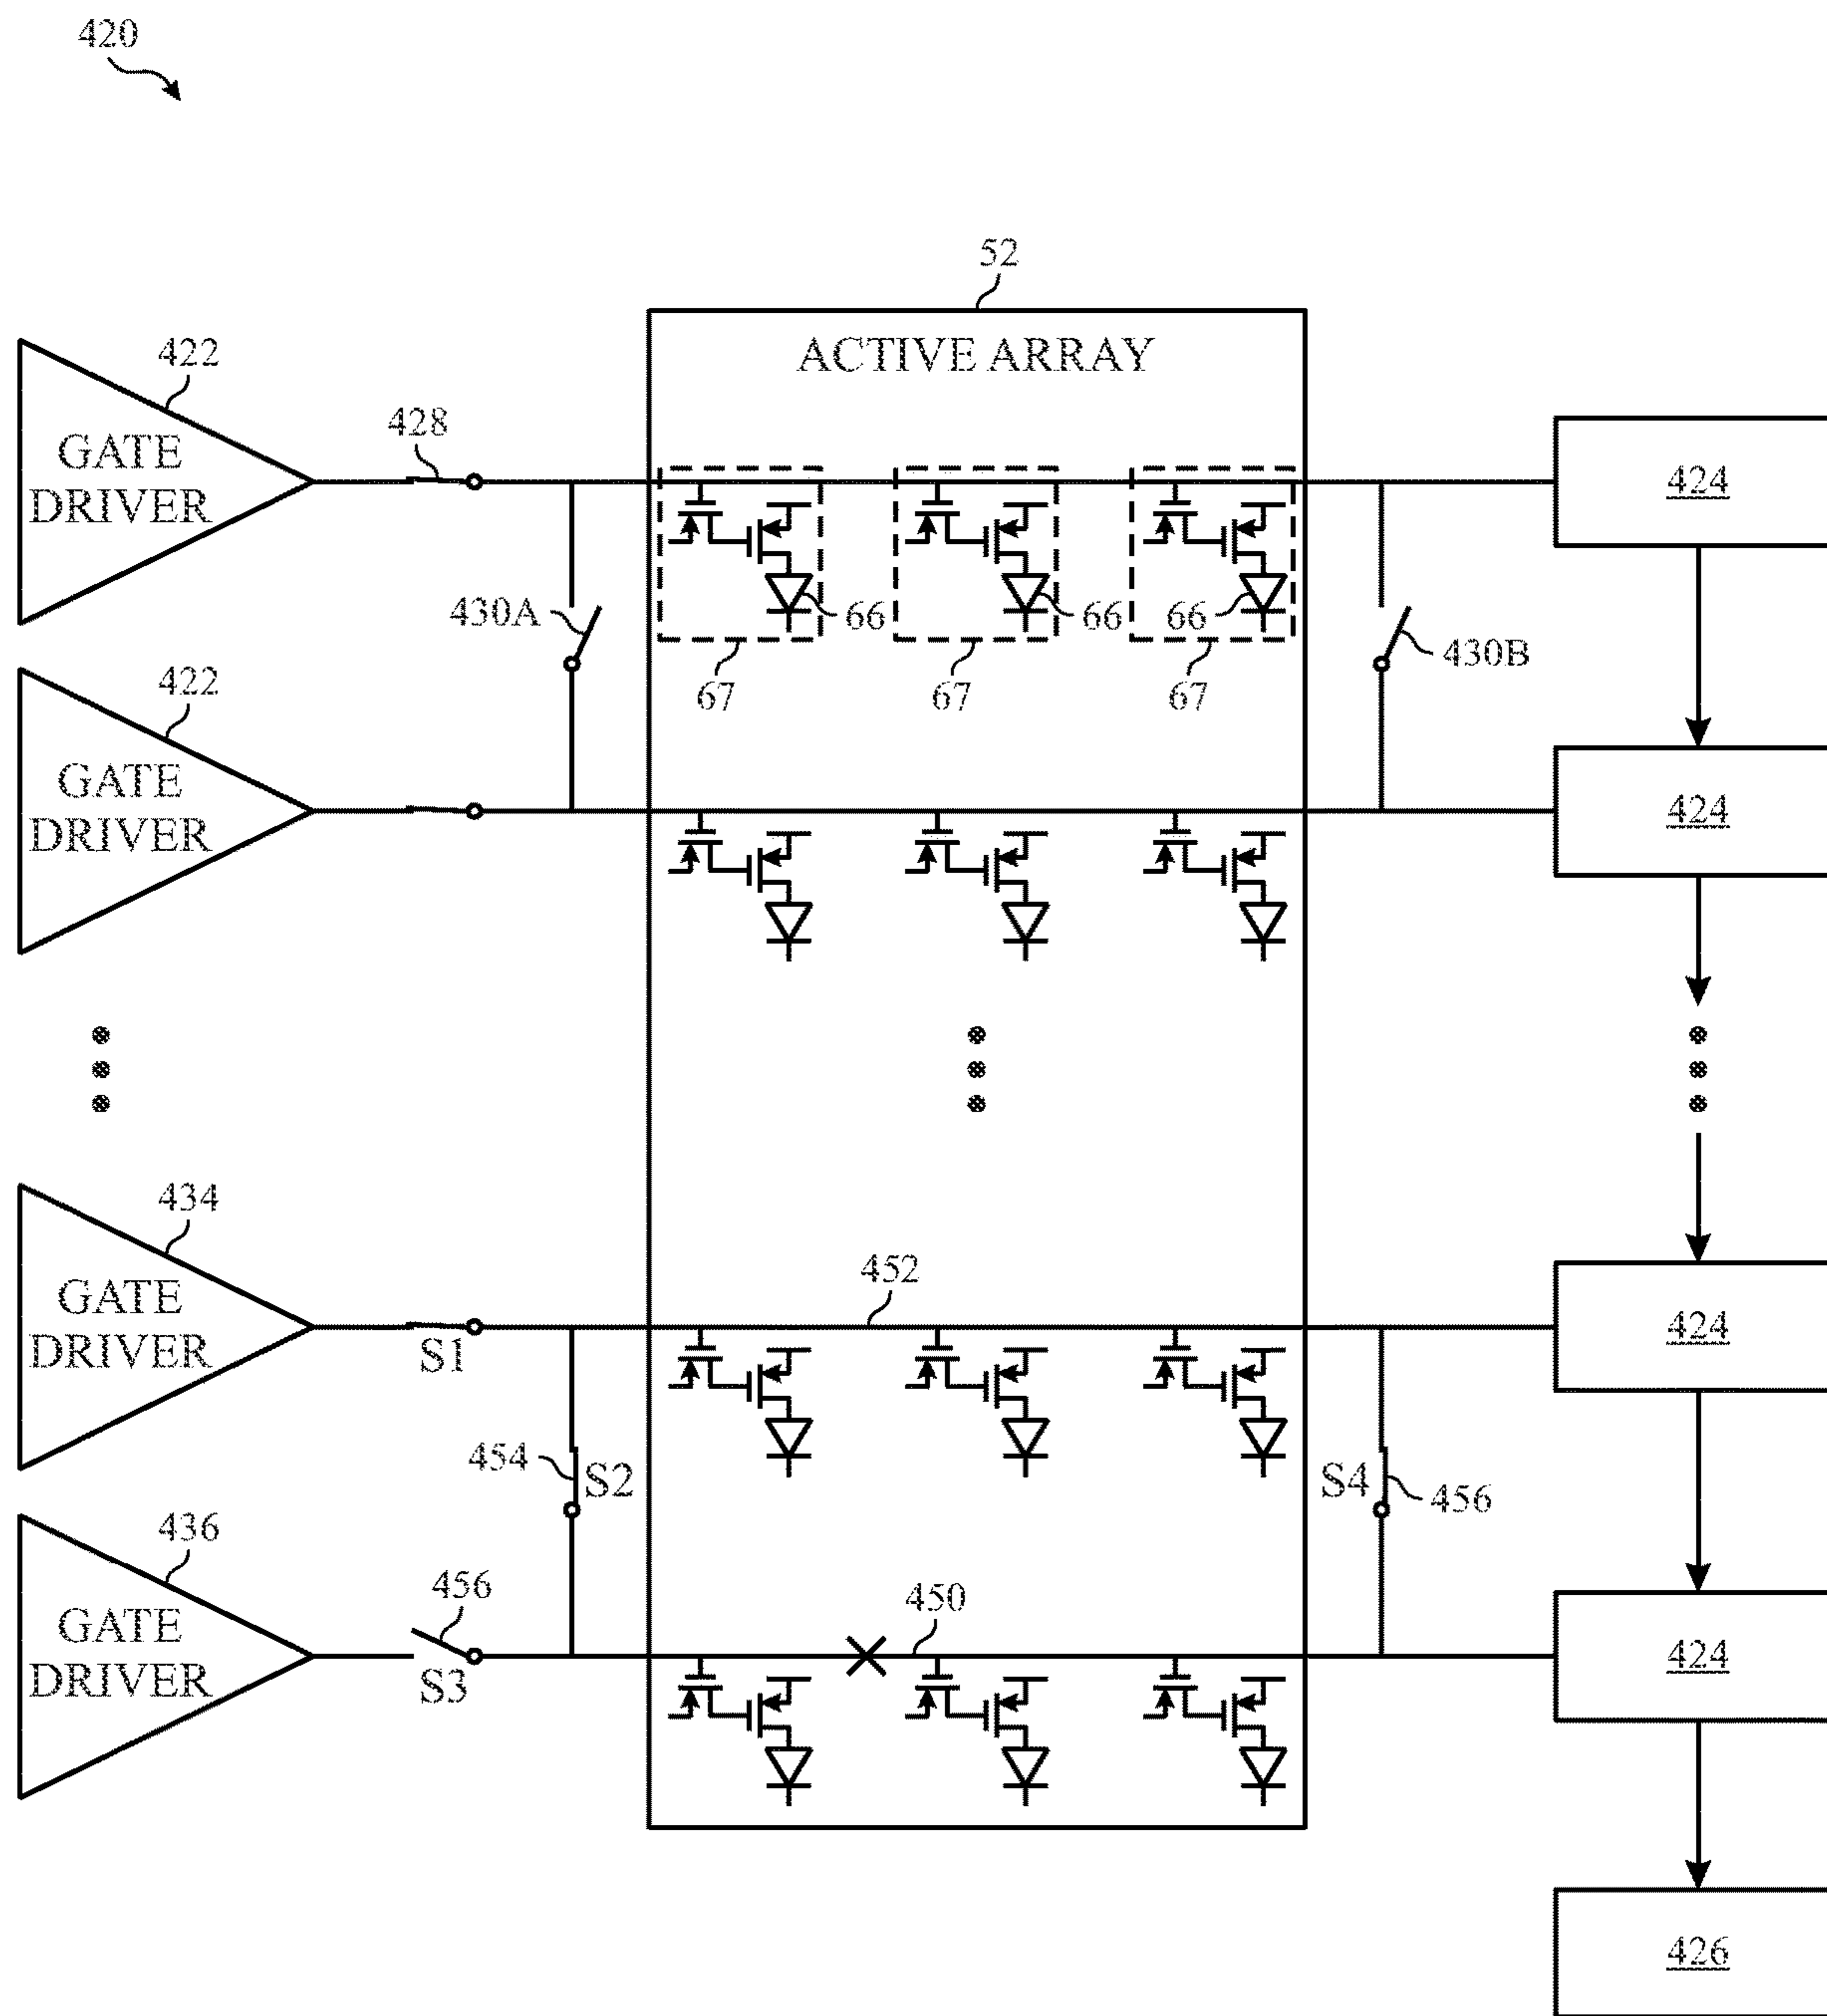 420
52
ACTIVE ARRAY
422
GATE
DRIVER
428
424
430A
66
66
66
430B
67
67
67
422
GATE
DRIVER
424
434
GATE
DRIVER
S1
452
424
454
S2
S4
456
436
GATE
DRIVER
456
S3
450
424
426